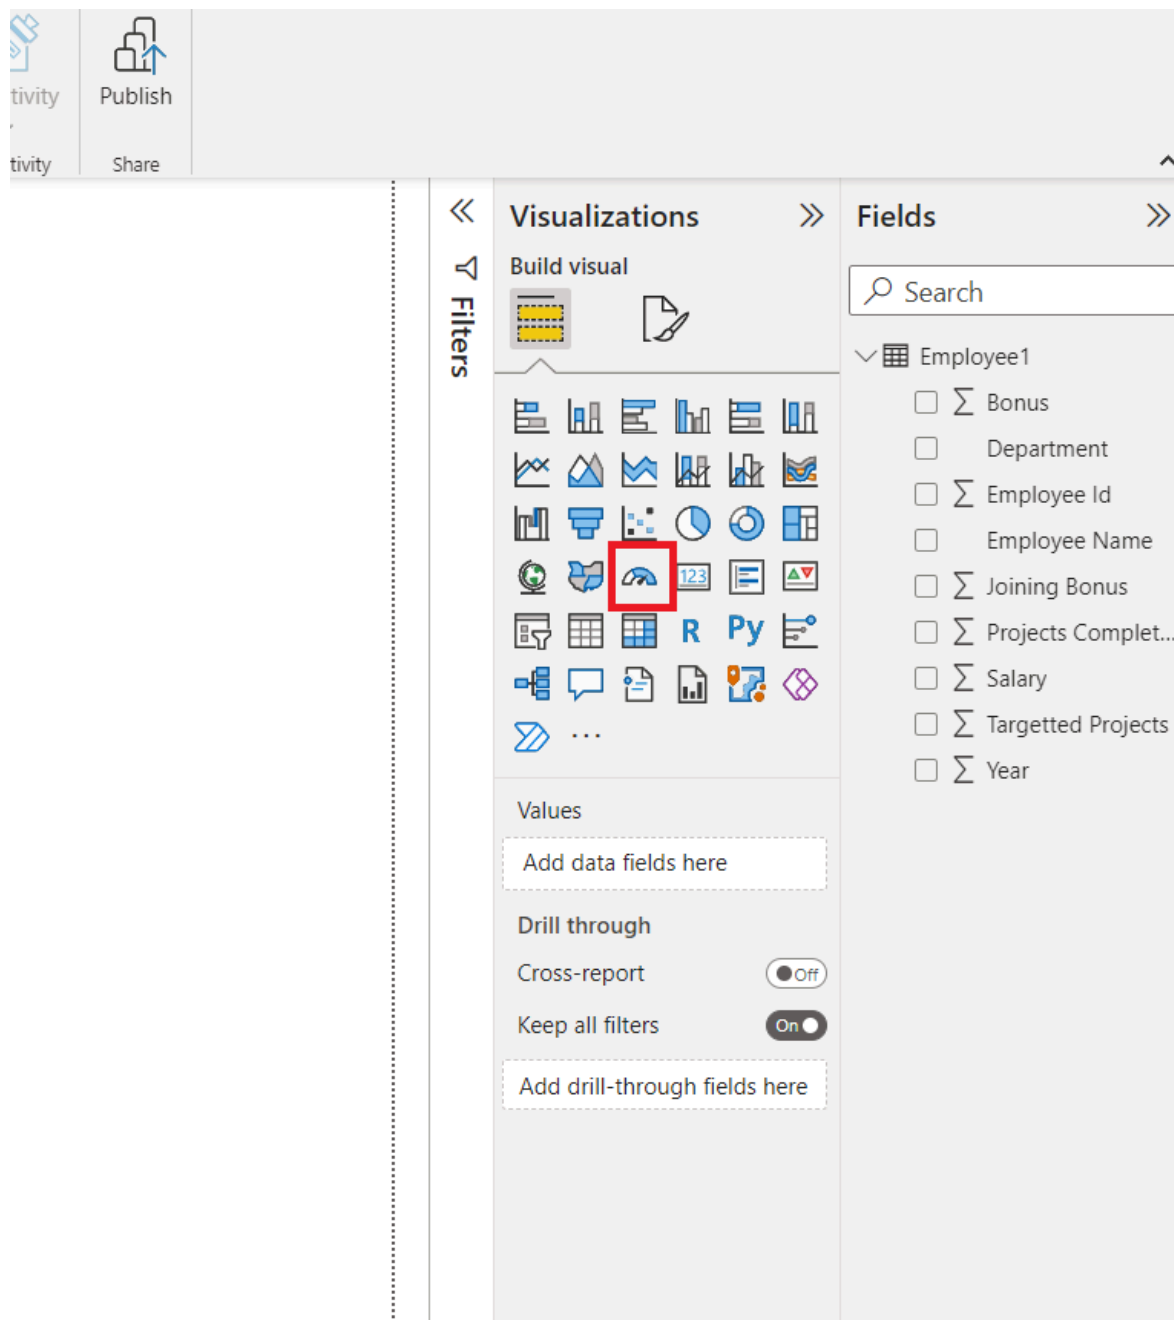 tivity
Publish
tivity
Share
Visualizations
Fields
Build visual
Filters
Search
Employee1
Bonus
Department
Employee Id
Employee Name
Joining Bonus
Projects Complet...
Salary
Targetted Projects
Year
123
R
Py
...
Values
Add data fields here
Drill through
Cross-report
Off
Keep all filters
On
Add drill-through fields here